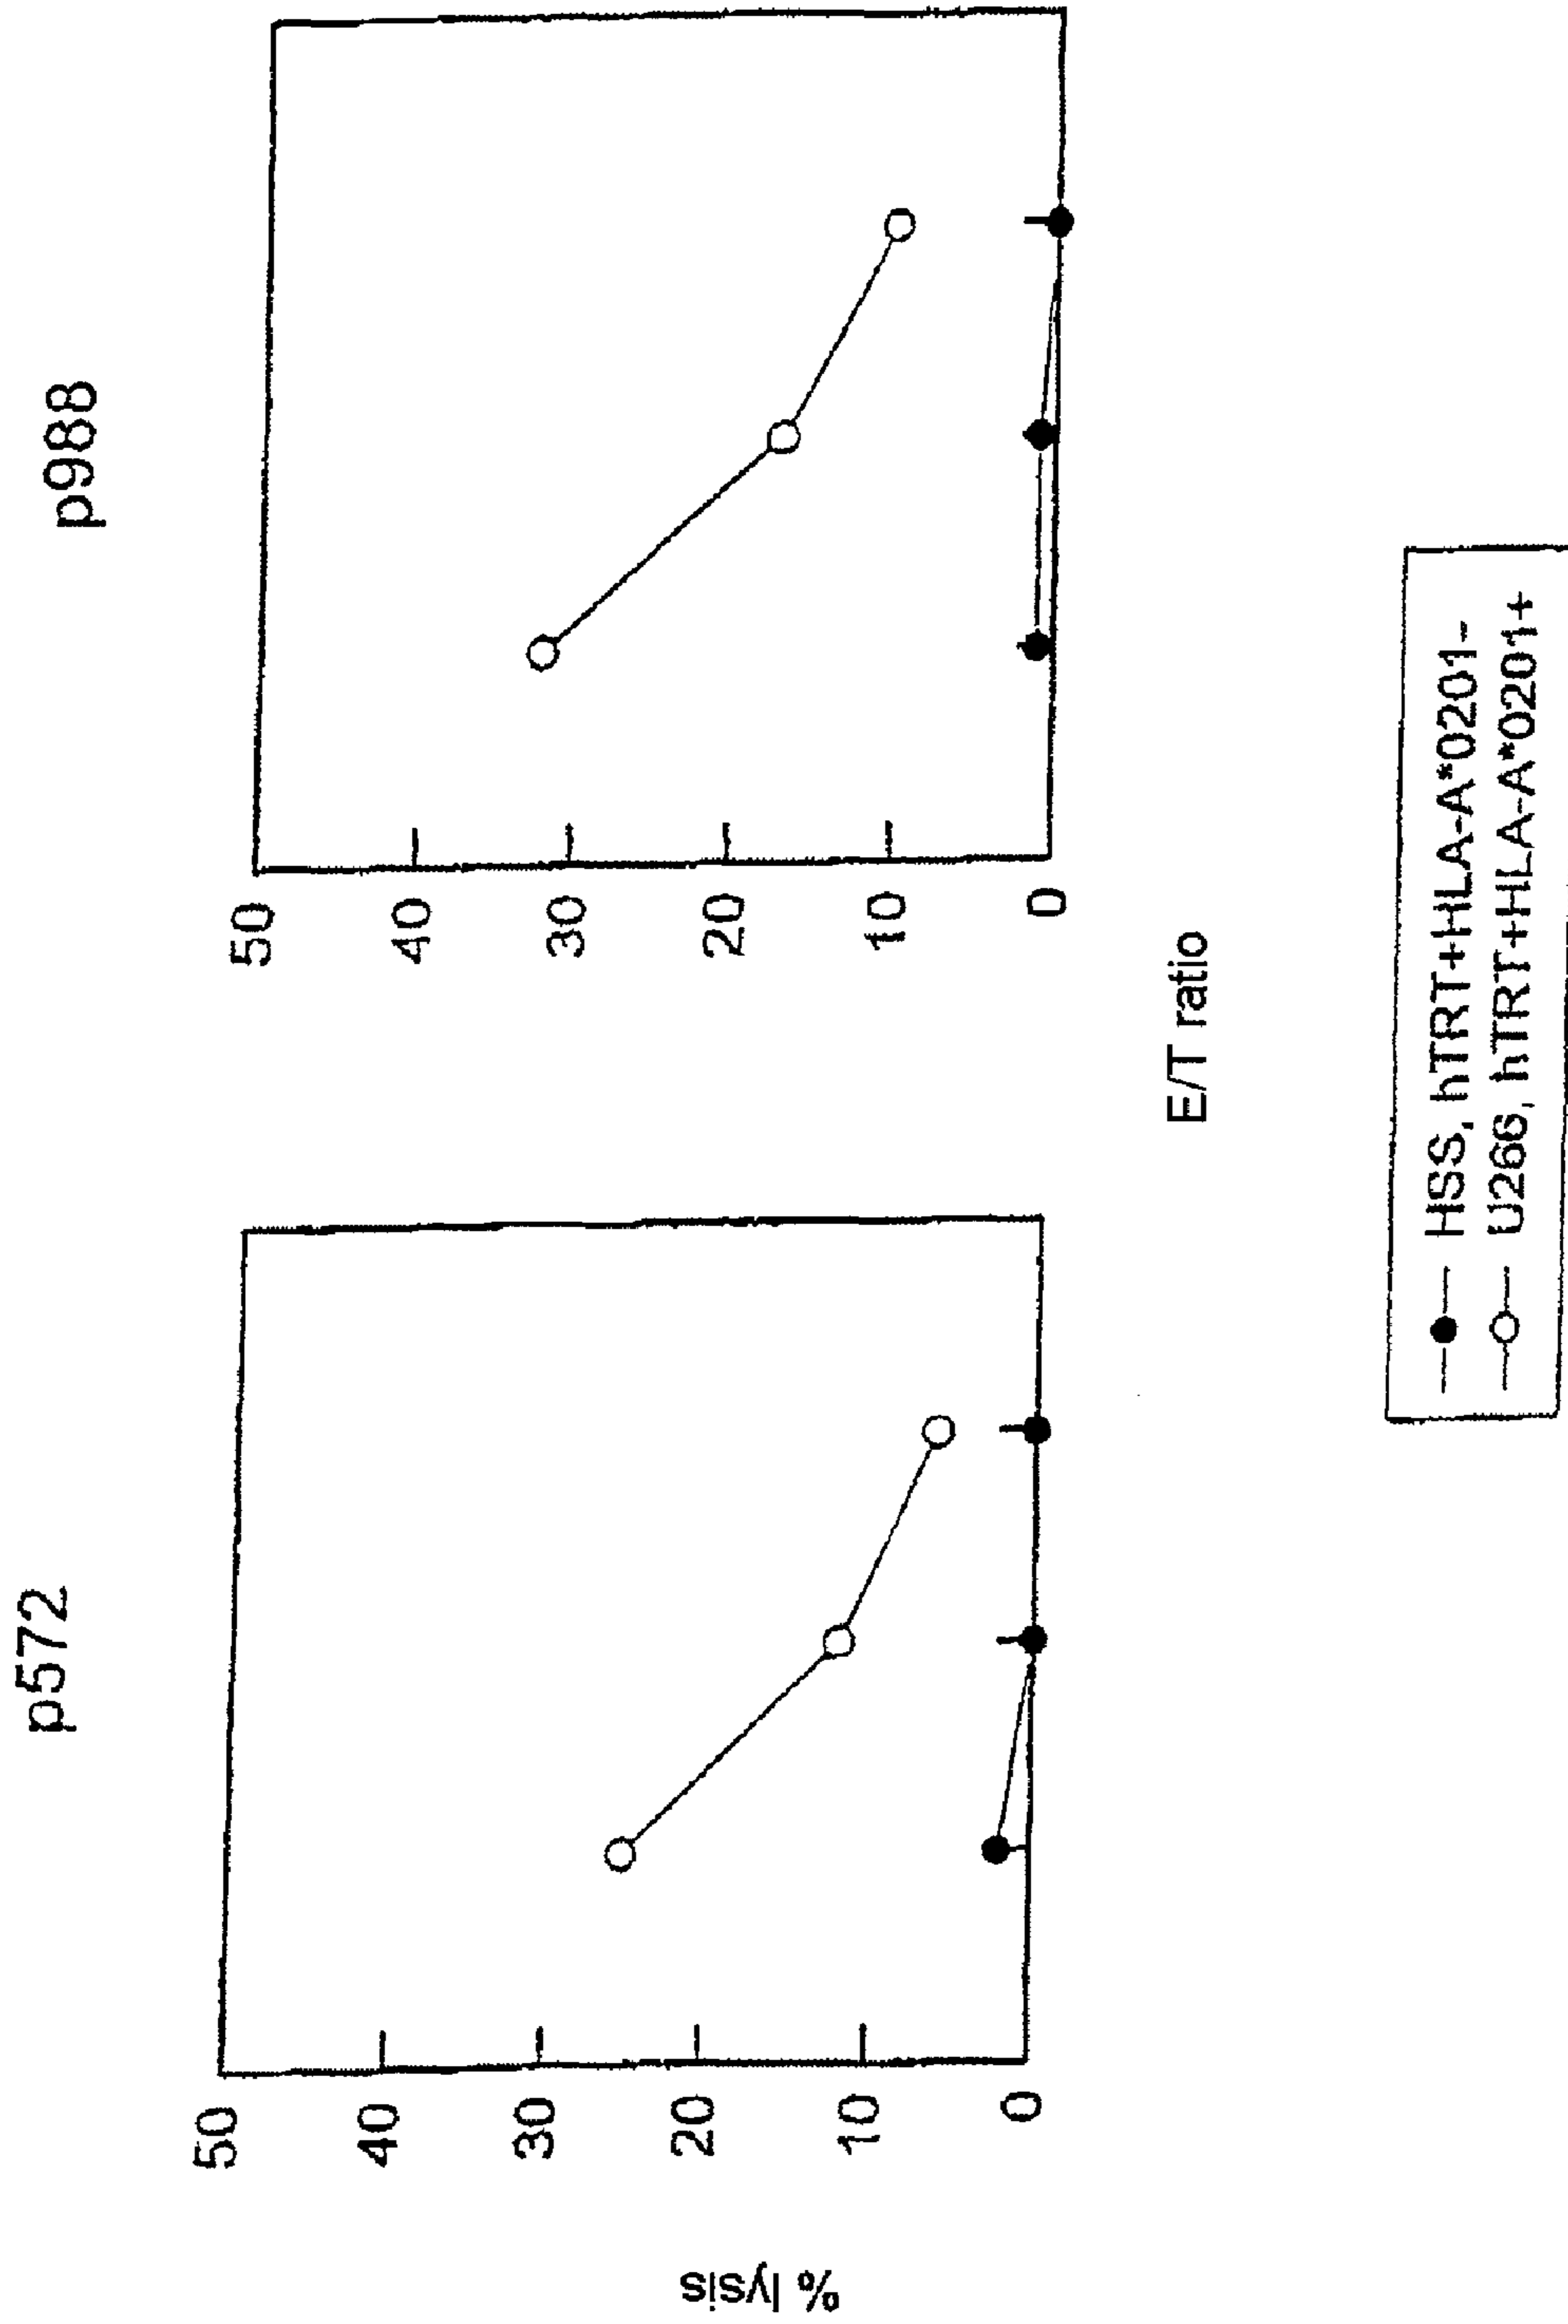 p572
p988
% lysis
50
40
30
20
10
0
50
40
30
20
10
0
E/T ratio
HSS, hTRT+HLA-A*0201-
U266, hTRT+HLA-A*0201+